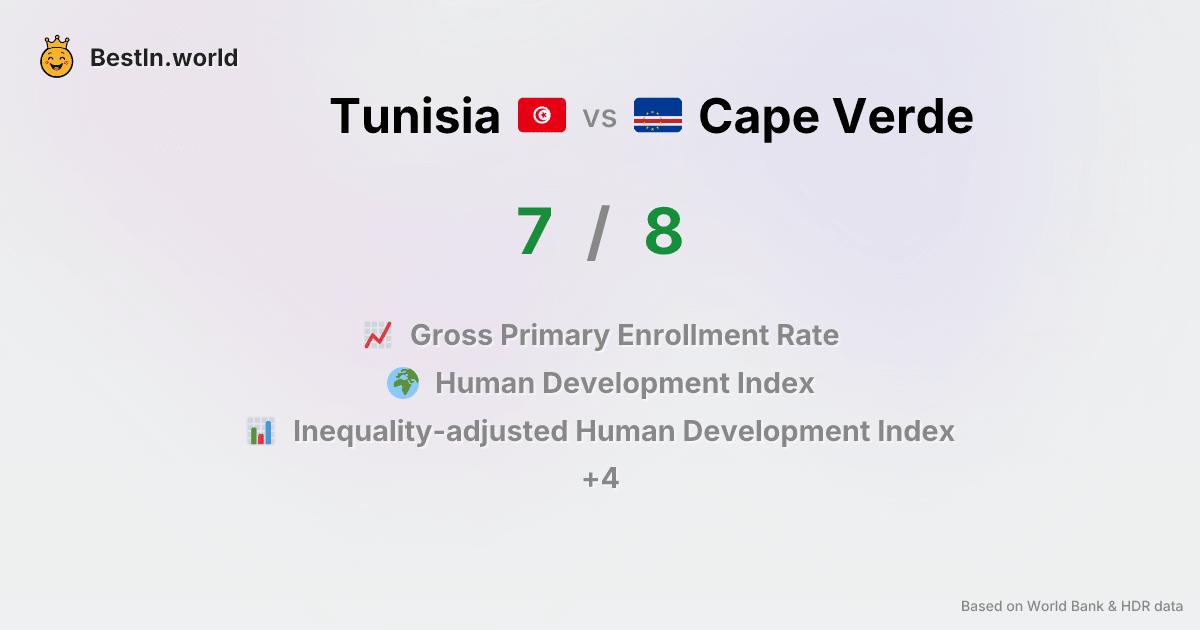 BestIn.world
Tunisia vs Cape Verde
7 / 8
Gross Primary Enrollment Rate
Human Development Index
Inequality-adjusted Human Development Index
+4
Based on World Bank & HDR data